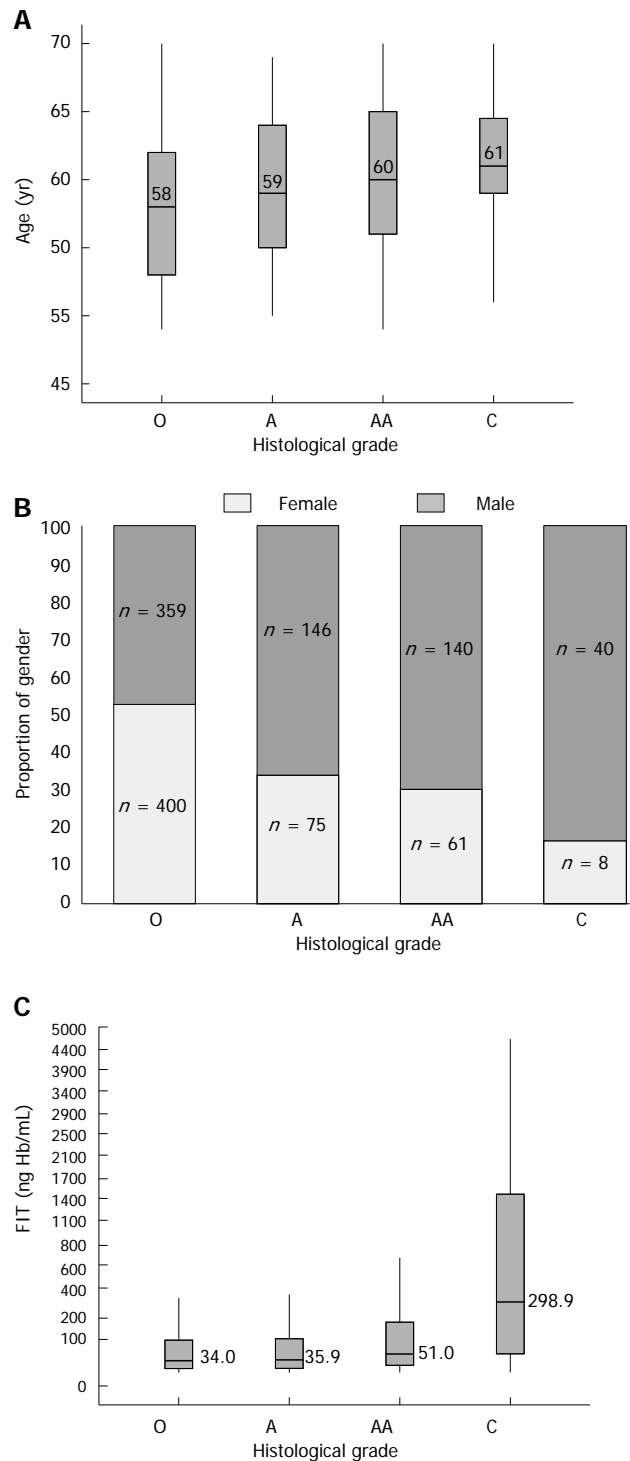 A
70
65
60
50
55
45
Age (yr)
58
59
60
61
O A AA C
Histological grade
B
Female Male
100
90
80
70
60
50
40
30
20
10
0
Proportion of gender
n = 359
n = 146
n = 140
n = 40
n = 400
n = 75
n = 61
n = 8
O A AA C
Histological grade
C
5000
4400
3900
3400
2900
2500
2100
1700
1400
1100
800
600
400
200
100
0
FIT (ng Hb/mL)
34.0
35.9
51.0
298.9
O A AA C
Histological grade